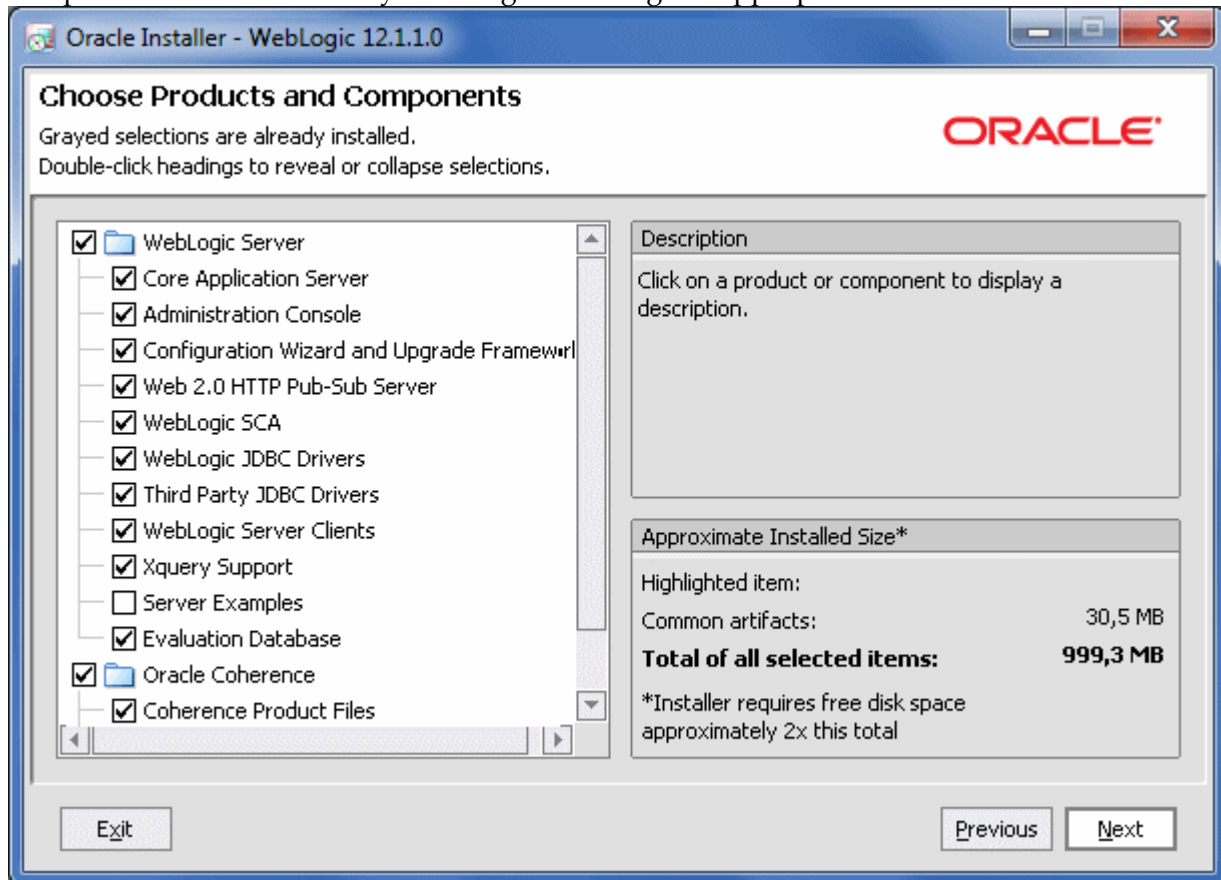 Oracle Installer - WebLogic 12.1.1.0
Choose Products and Components
Grayed selections are already installed.
Double-click headings to reveal or collapse selections.
ORACLE
WebLogic Server
Core Application Server
Administration Console
Configuration Wizard and Upgrade
Web 2.0 HTTP Pub-Sub Server
WebLogic SCA
WebLogic JDBC Drivers
Third Party JDBC Drivers
WebLogic Server Clients
Xquery Support
Server Examples
Evaluation Database
Oracle Coherence
Coherence Product Files
Description
Click on a product or component to display a
description.
Approximate Installed Size*
Highlighted item:
Common artifacts: 30,5 MB
Total of all selected items: 999,3 MB
*Installer requires free disk space
approximately 2x this total
Exit
Previous
Next